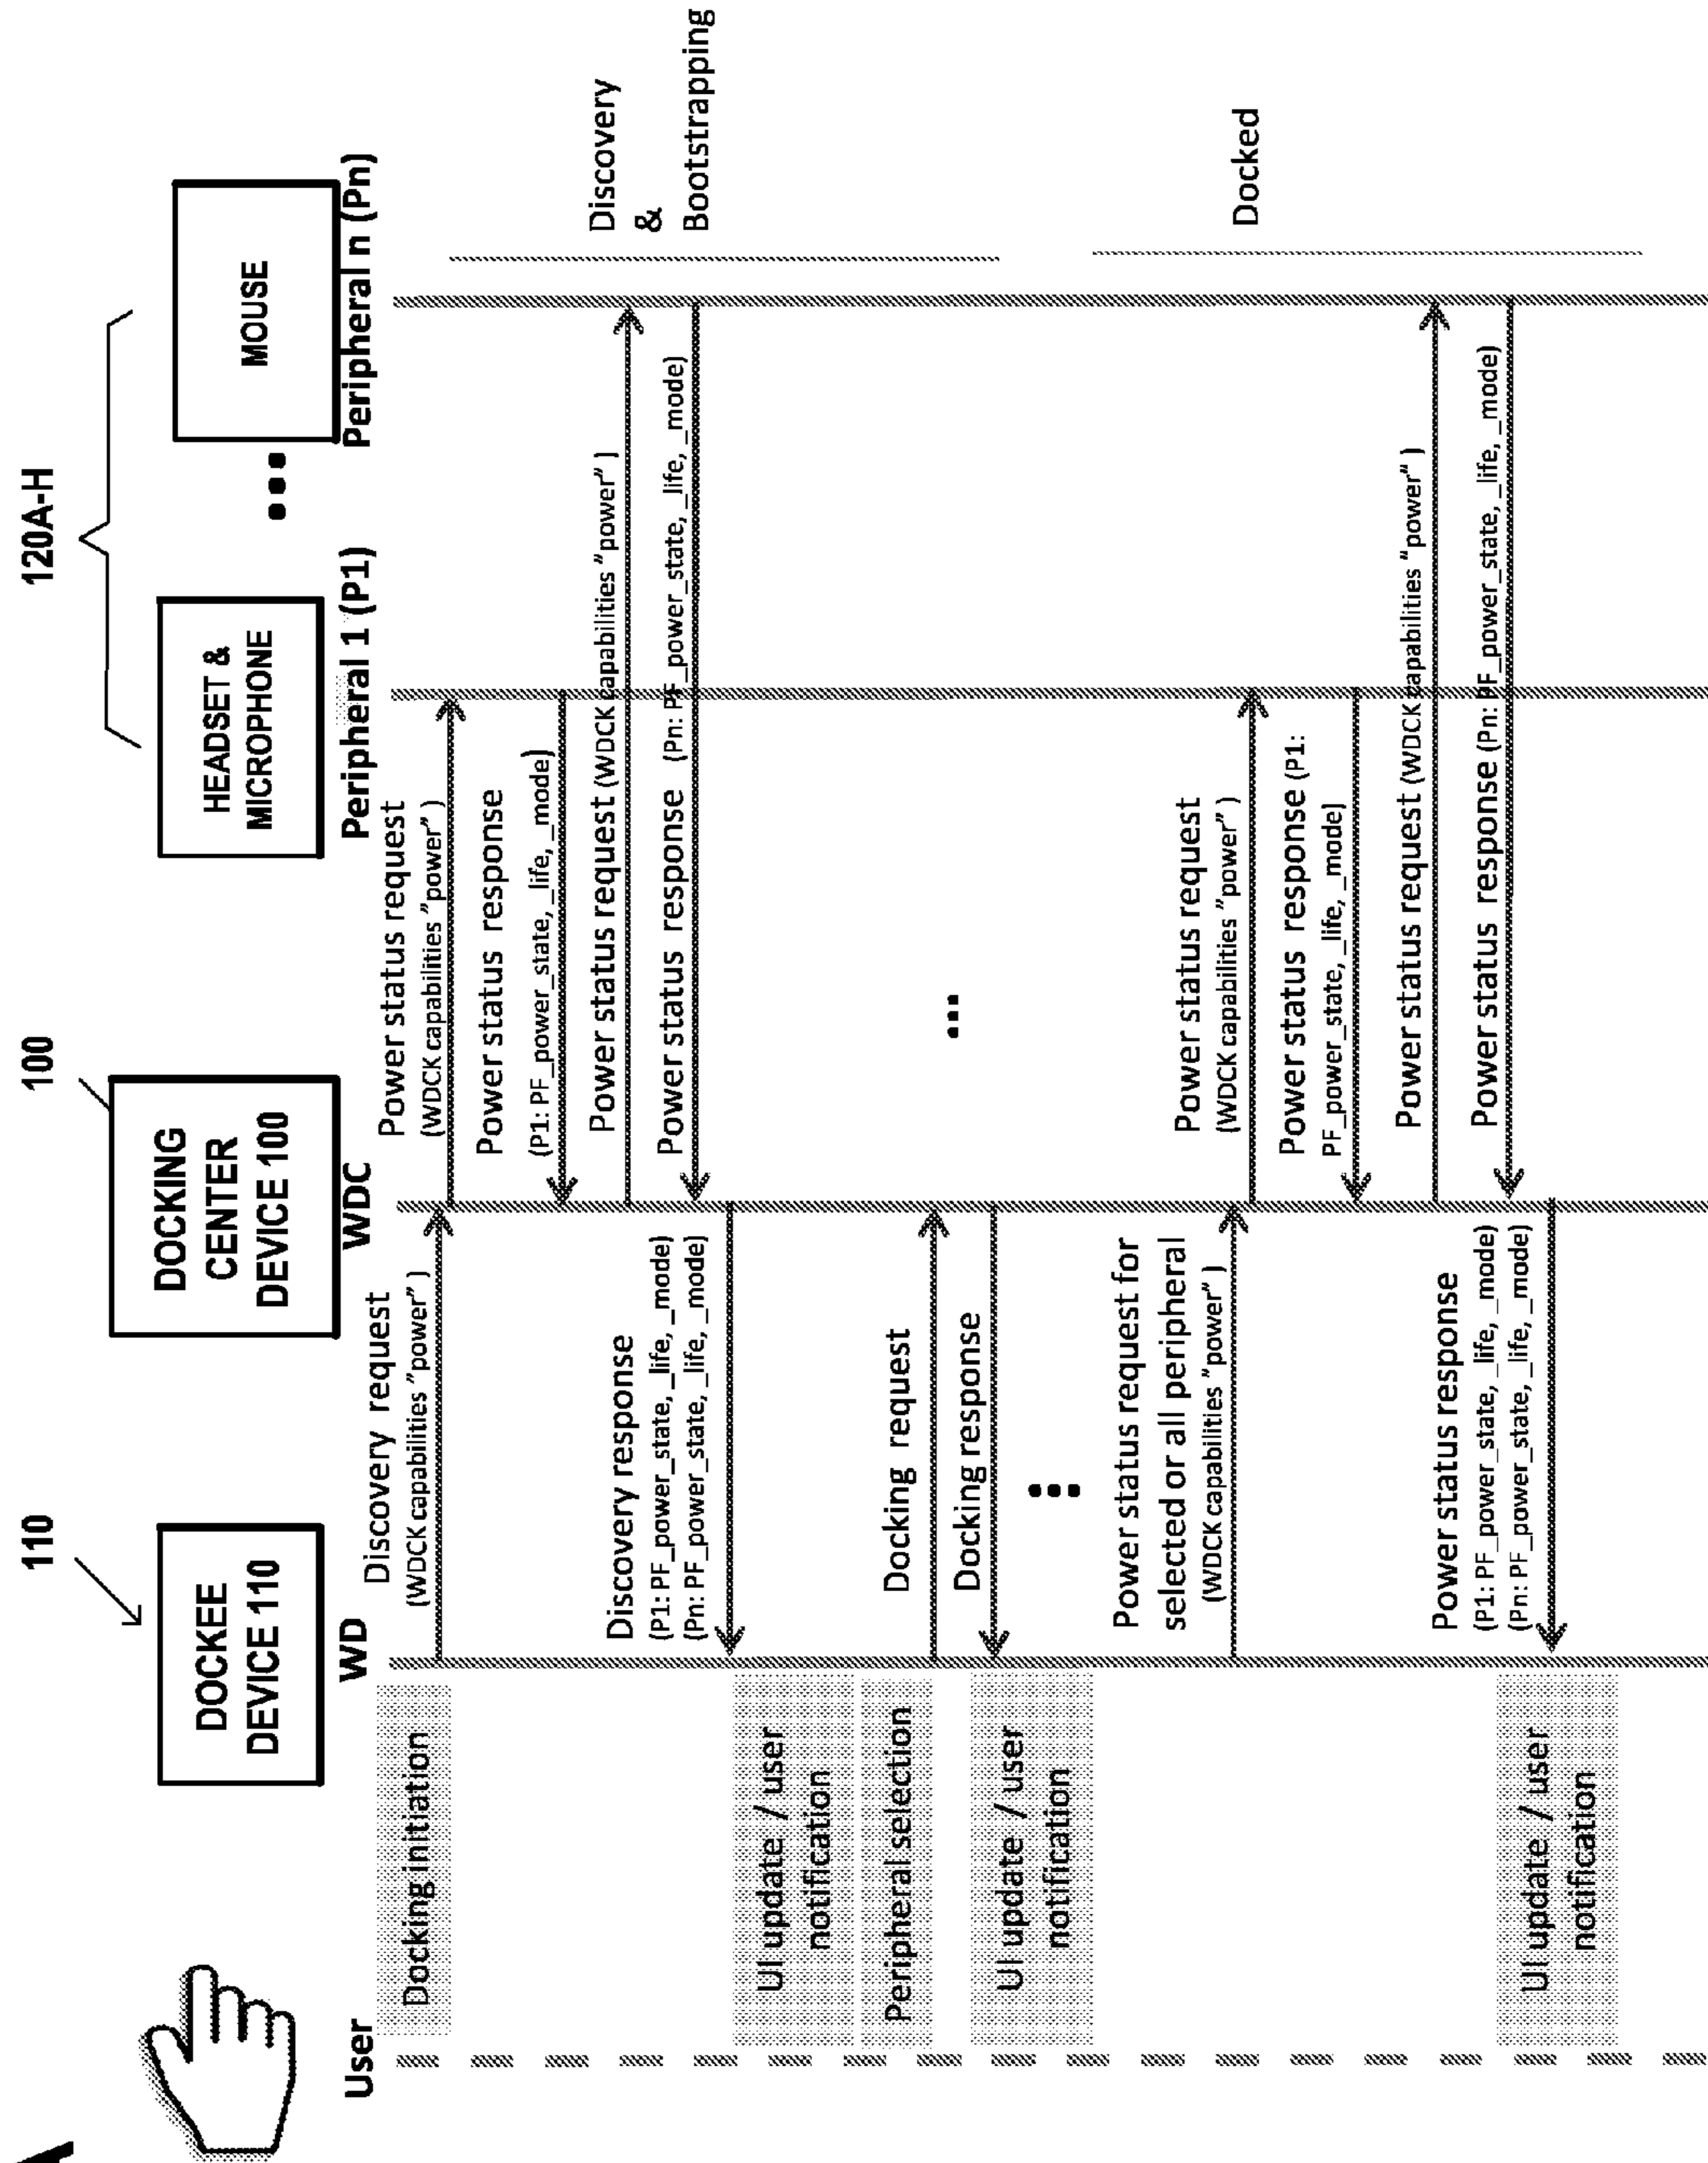 110
100
120A-H
DOCKEE
DEVICE 110
DOCKING
CENTER
DEVICE 100
HEADSET &
MICROPHONE
•••
MOUSE
User
WD
WDC
Peripheral 1 (P1)
Peripheral n (Pn)
Docking initiation
Discovery request
(WDCK capabilities "power" )
Power status request
(WDCK capabilities "power" )
Power status response
(P1: PF_power_state, _life, _mode)
Power status request (WDCK capabilities "power" )
Power status response (Pn: PF_power_state, _life, _mode)
Discovery response
(P1: PF_power_state, _life, _mode)
(Pn: PF_power_state, _life, _mode)
Discovery
&
Bootstrapping
UI update / user
notification
Peripheral selection
Docking request
Docking response
UI update / user
notification
...
...
Power status request for
selected or all peripheral
(WDCK capabilities "power" )
Power status request
(WDCK capabilities "power" )
Power status response (P1:
PF_power_state, _life, _mode)
Power status request (WDCK capabilities "power" )
Power status response (Pn: PF_power_state, _life, _mode)
Docked
Power status response
(P1: PF_power_state, _life, _mode)
(Pn: PF_power_state, _life, _mode)
UI update / user
notification